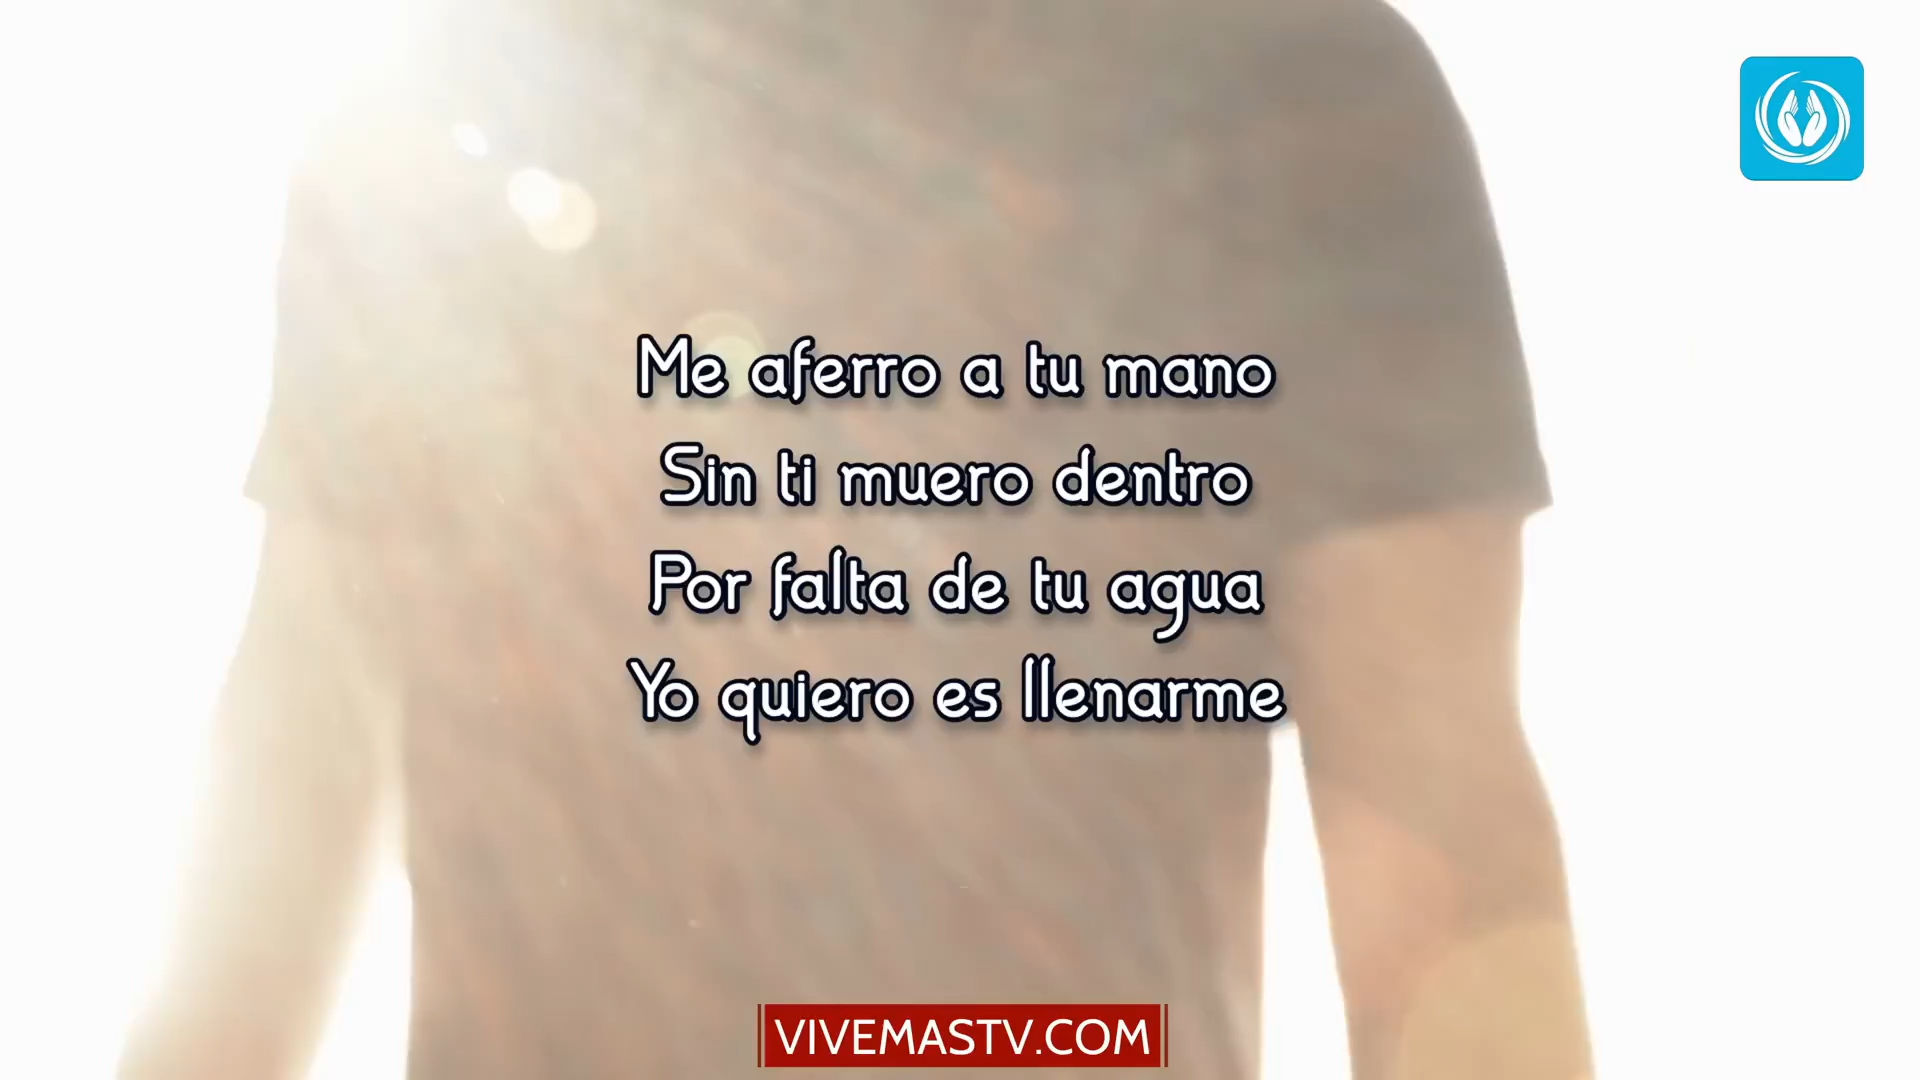 Me aferro a tu mano
Sin ti muero dentro
Por falta de tu agua
Yo quiero es llenarme
VIVEMASTV.COM